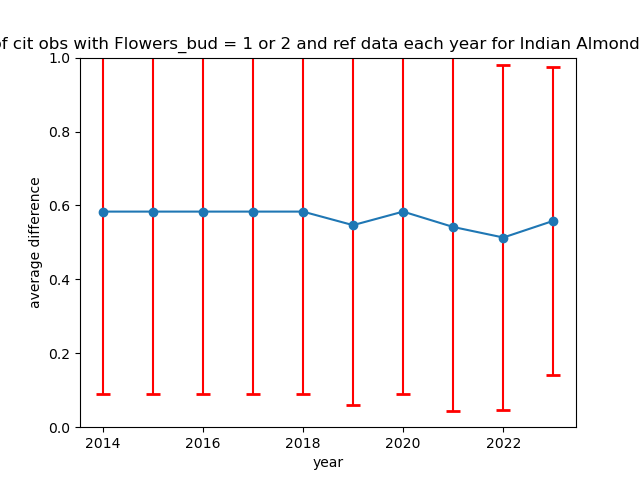 cit obs with Flowers_bud = 1 or 2 and ref data each year for Indian Almond
1.0
0.8
0.6
0.4
0.2
0.0
average difference
2014 2016 2018 2020 2022
year